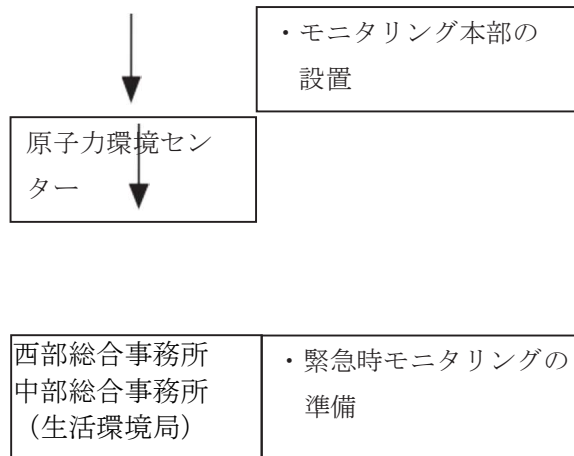 ・モニタリング本部の
設置
原子力環境セン
ター
西部総合事務所
中部総合事務所
（生活環境局）
・緊急時モニタリングの
準備